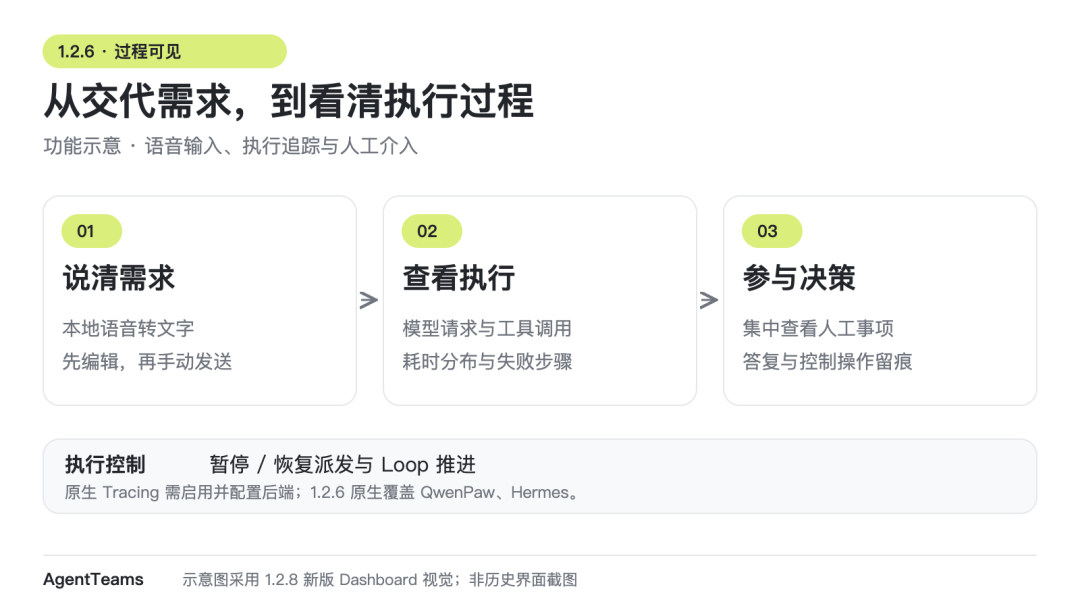 1.2.6 · 过程可见
从交代需求，到看清执行过程
功能示意 · 语音输入、执行追踪与人工介入
01
说清需求
本地语音转文字
先编辑，再手动发送
02
查看执行
模型请求与工具调用
耗时分布与失败步骤
03
参与决策
集中查看人工事项
答复与控制操作留痕
执行控制 暂停 / 恢复派发与 Loop 推进
原生 Tracing 需启用并配置后端；1.2.6 原生覆盖 QwenPaw、Hermes。
AgentTeams 示意图采用 1.2.8 新版 Dashboard 视觉；非历史界面截图